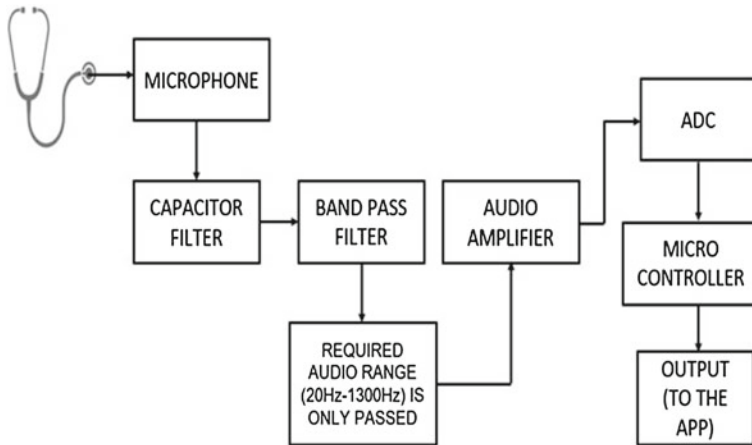 MICROPHONE
CAPACITOR
FILTER
BAND PASS
FILTER
REQUIRED
AUDIO RANGE
(20Hz-1300Hz) IS
ONLY PASSED
AUDIO
AMPLIFIER
ADC
MICRO
CONTROLLER
OUTPUT
(TO THE
APP)